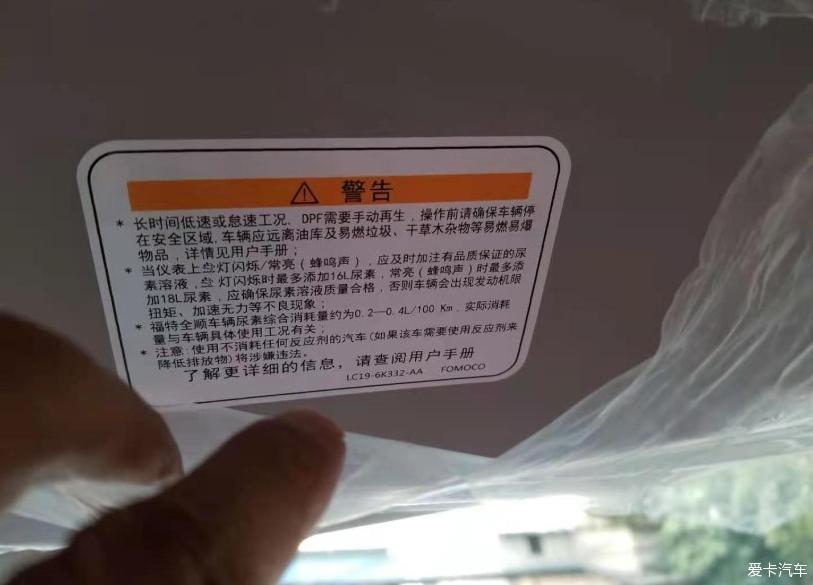 警告
* 长时间低速或怠速工况，DPF需要手动再生，操作前请确保车辆停
在安全区域,车辆应远离油库及易燃垃圾、干草木杂物等易燃易爆
物品，详情见用户手册；
* 当仪表上灯闪烁/常亮（蜂鸣声），应及时加注有品质保证的尿
素溶液，灯闪烁时最多添加16L尿素，常亮（蜂鸣声）时最多添
加18L尿素，应确保尿素溶液质量合格，否则车辆会出现发动机限
扭矩、加速无力等不良现象；
* 福特全顺车辆尿素综合消耗量约为0.2—0.4L/100 Km，实际消耗
量与车辆具体使用工况有关；
* 注意:使用不消耗任何反应剂的汽车(如果该车需要使用反应剂来
降低排放物)将涉嫌违法。
了解更详细的信息，请查阅用户手册
LC19-6K332-AA FOMOCO
爱卡汽车